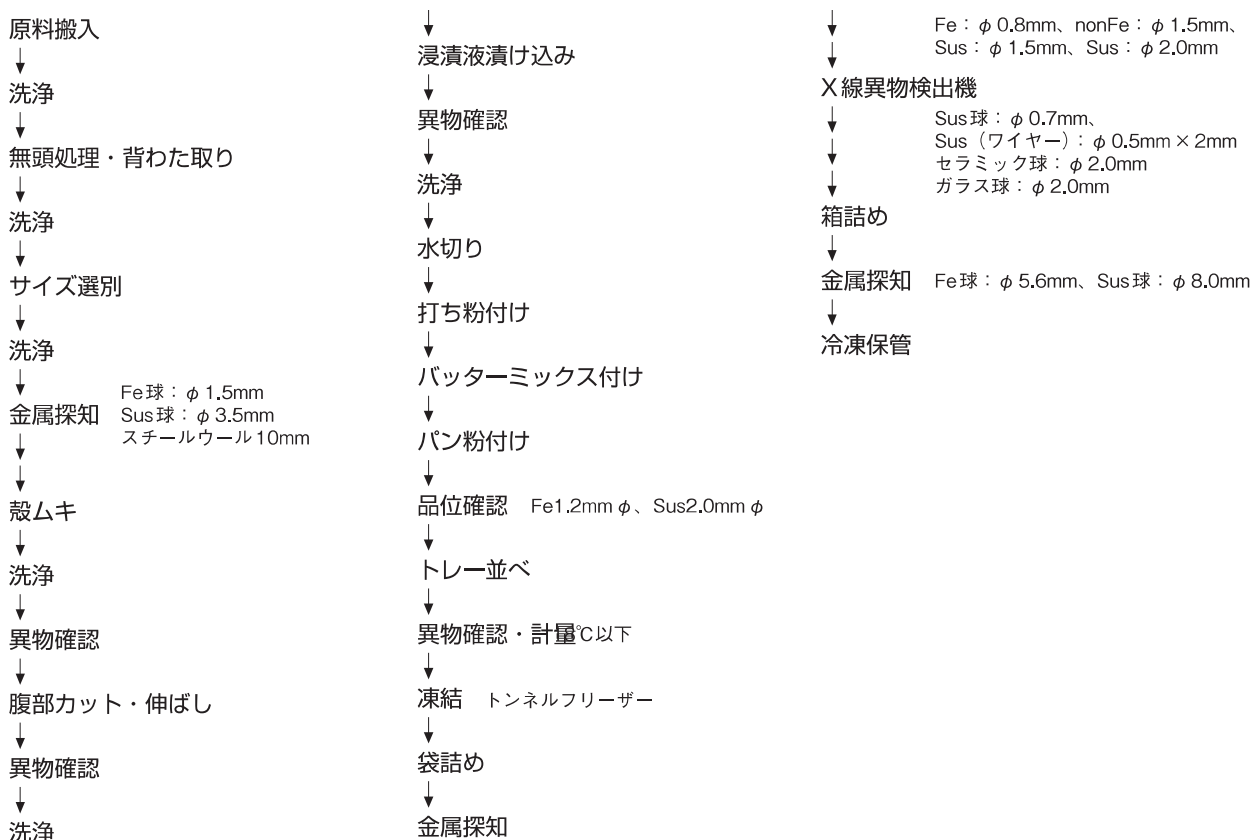 原料搬入
洗浄
無頭処理・背わた取り
洗浄
サイズ選別
洗浄
金属探知
Fe球：φ1.5mm
Sus球：φ3.5mm
スチールウール10mm
殻ムキ
洗浄
異物確認
腹部カット・伸ばし
異物確認
洗浄
浸漬液漬け込み
異物確認
洗浄
水切り
打ち粉付け
バッターミックス付け
パン粉付け
品位確認 Fe1.2mmφ、Sus2.0mmφ
トレー並べ
異物確認・計量℃以下
凍結 トンネルフリーザー
袋詰め
金属探知
Fe：φ0.8mm、nonFe：φ1.5mm、
Sus：φ1.5mm、Sus：φ2.0mm
X線異物検出機
Sus球：φ0.7mm、
Sus（ワイヤー）：φ0.5mm×2mm
セラミック球：φ2.0mm
ガラス球：φ2.0mm
箱詰め
金属探知 Fe球：φ5.6mm、Sus球：φ8.0mm
冷凍保管